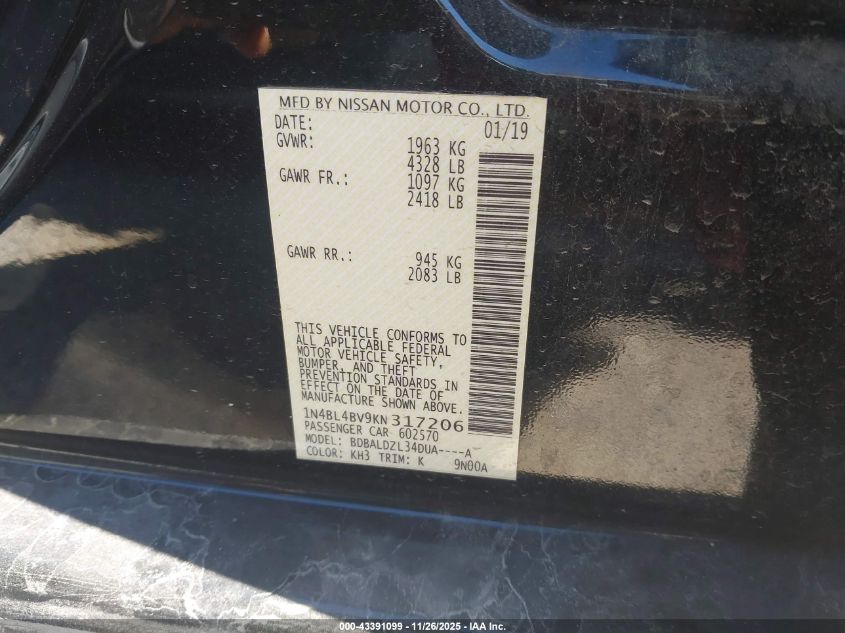 MFD BY NISSAN MOTOR CO., LTD.
DATE: 01/19
GVWR: 1963 KG
4328 LB
GAWR FR.: 1097 KG
2418 LB
GAWR RR.: 945 KG
2083 LB
THIS VEHICLE CONFORMS TO
ALL APPLICABLE FEDERAL
MOTOR VEHICLE SAFETY,
BUMPER, AND THEFT
PREVENTION STANDARDS IN
EFFECT ON THE DATE OF
MANUFACTURE SHOWN ABOVE.
1N4BL4BV9KN317206
PASSENGER CAR 602570
MODEL: BDBALDZL34DUA----A
COLOR: KH3 TRIM: K 9N00A
000-43391099 - 11/26/2025 - IAA Inc.